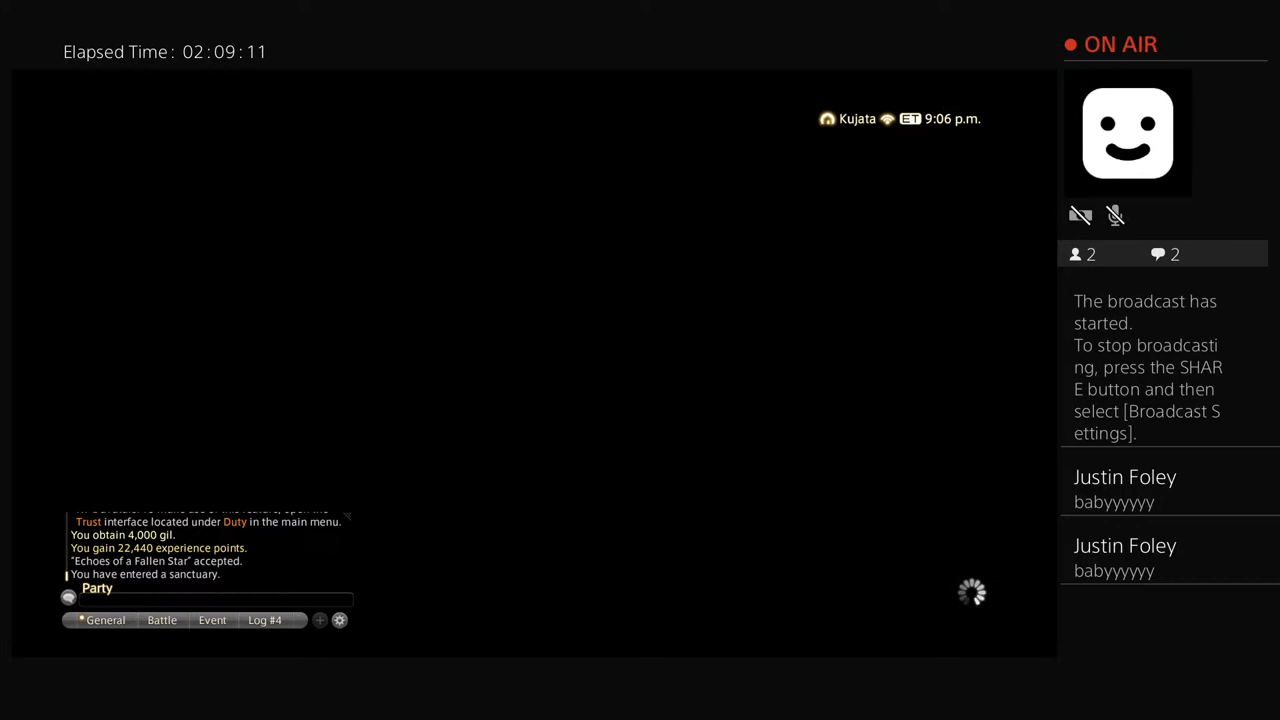 Elapsed Time: 02:09:11
ON AIR
Kujata ET 9:06 p.m.
2 2
The broadcast has
started.
To stop broadcasti
ng, press the SHAR
E button and then
select [Broadcast S
ettings].
Justin Foley
babyyyyyy
Justin Foley
babyyyyyy
Trust interface located under Duty in the main menu.
You obtain 4,000 gil.
You gain 22,440 experience points.
"Echoes of a Fallen Star" accepted.
You have entered a sanctuary.
Party
General Battle Event Log #4